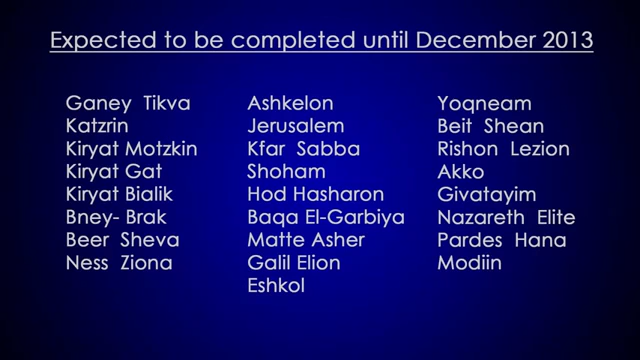 Expected to be completed until December 2013
Ganey Tikva
Katzrin
Kiryat Motzkin
Kiryat Gat
Kiryat Bialik
Bney- Brak
Beer Sheva
Ness Ziona
Ashkelon
Jerusalem
Kfar Sabba
Shoham
Hod Hasharon
Baqa El-Garbiya
Matte Asher
Galil Elion
Eshkol
Yoqneam
Beit Shean
Rishon Lezion
Akko
Givatayim
Nazareth Elite
Pardes Hana
Modiin